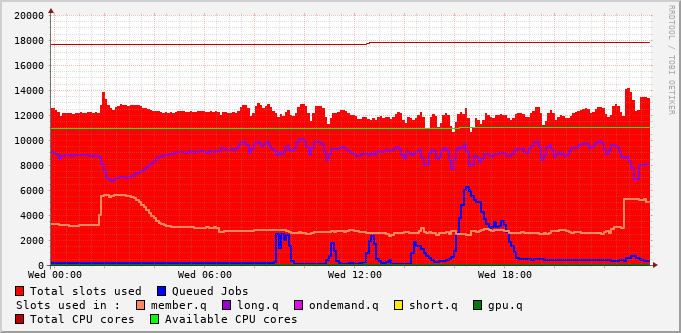 20000
18000
16000
14000
12000
10000
8000
6000
4000
2000
0
Wed 00:00 Wed 06:00 Wed 12:00 Wed 18:00
RRDTOOL / TOBI OETIKER
Total slots used Queued Jobs
Slots used in : member.q long.q ondemand.q short.q gpu.q
Total CPU cores Available CPU cores